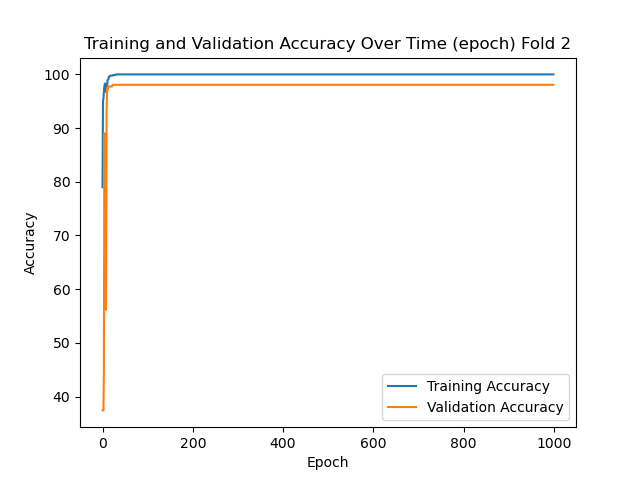 Training and Validation Accuracy Over Time (epoch) Fold 2
100
90
80
70
60
50
40
Accuracy
0 200 400 600 800 1000
Epoch
Training Accuracy
Validation Accuracy